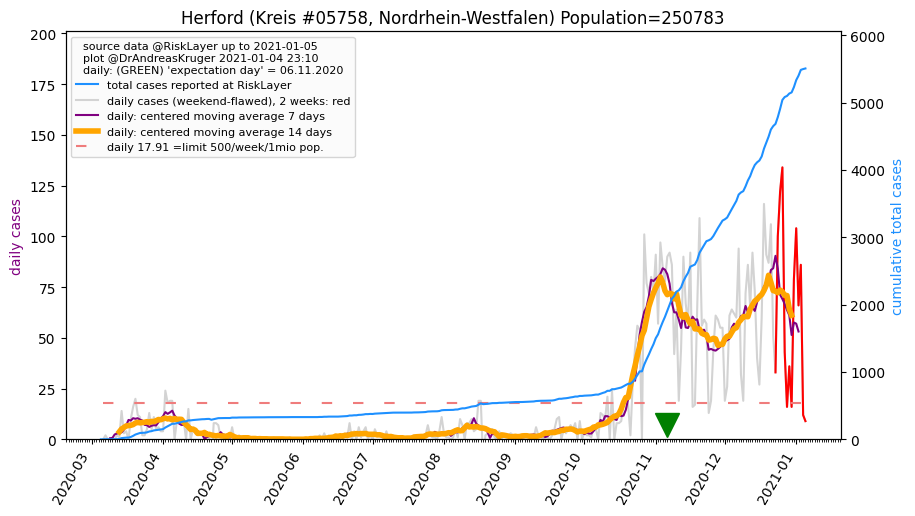 Herford (Kreis #05758, Nordrhein-Westfalen) Population=250783
source data @RiskLayer up to 2021-01-05
plot @DrAndreasKruger 2021-01-04 23:10
daily: (GREEN) 'expectation day' = 06.11.2020
total cases reported at RiskLayer
daily cases (weekend-flawed), 2 weeks: red
daily: centered moving average 7 days
daily: centered moving average 14 days
daily 17.91 =limit 500/week/1mio pop.
daily cases
200
175
150
125
100
75
50
25
0
cumulative total cases
6000
5000
4000
3000
2000
1000
0
2020-03
2020-04
2020-05
2020-06
2020-07
2020-08
2020-09
2020-10
2020-11
2020-12
2021-01